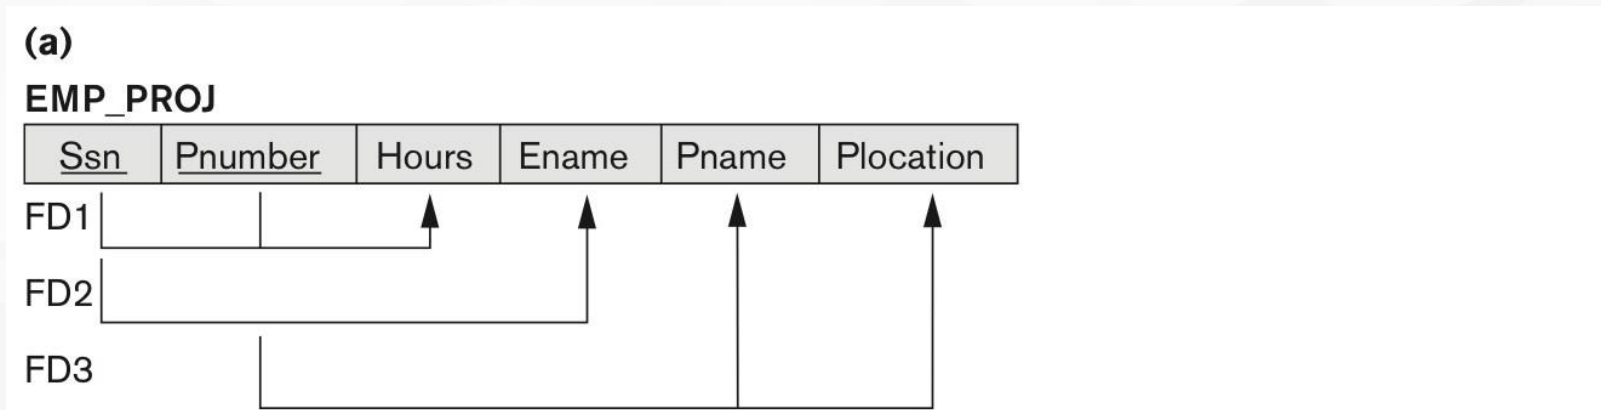 (a)
EMP_PROJ
Ssn Pnumber Hours Ename Pname Plocation
FD1
FD2
FD3